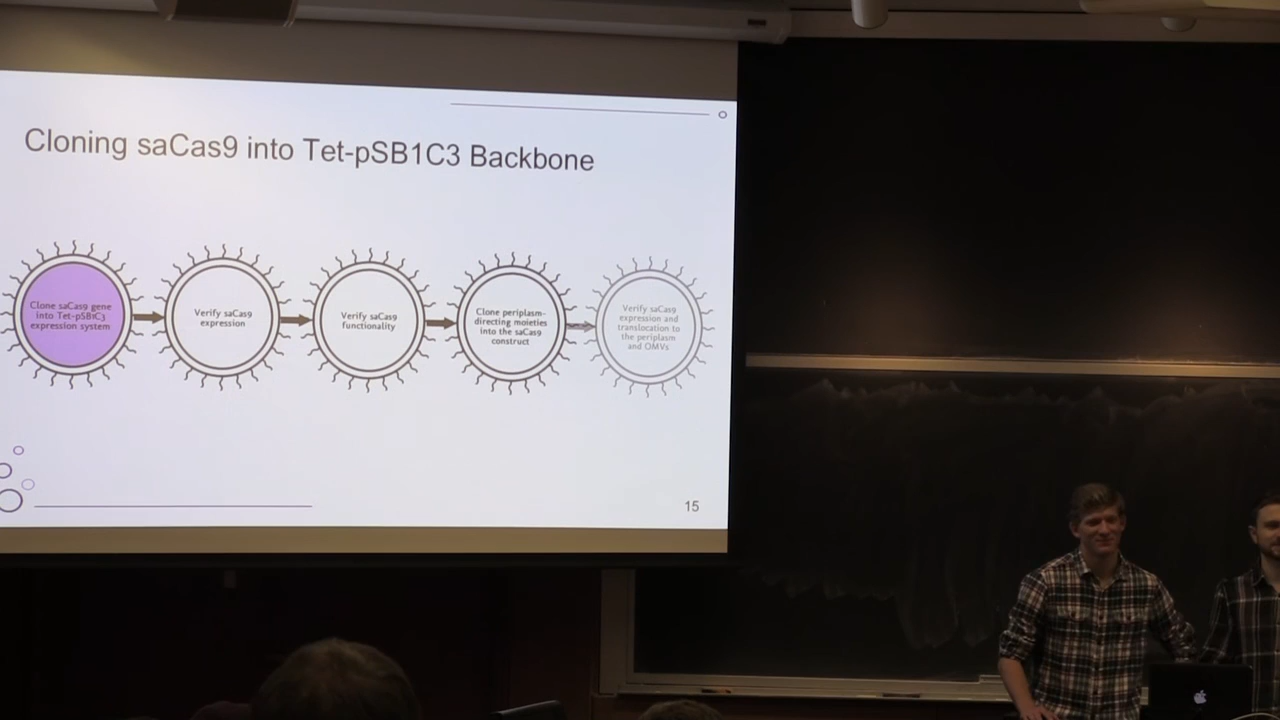 Cloning saCas9 into Tet-pSB1C3 Backbone
Clone saCas9 gene
into Tet-pSB1C3
expression system
Verify saCas9
expression
Verify saCas9
functionality
Clone periplasm-
directing moieties
into the saCas9
construct
Verify saCas9
expression and
translocation to
the periplasm
and OMVs
15